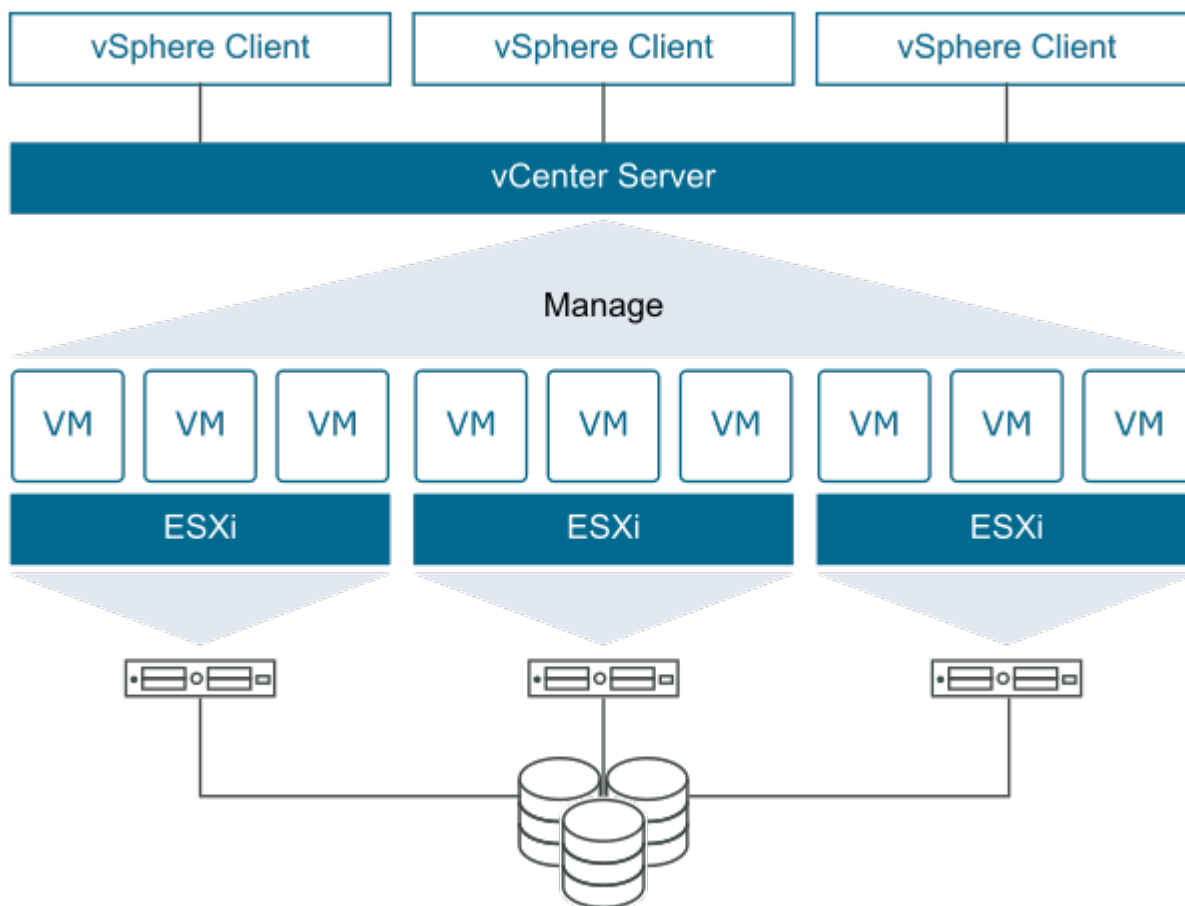 vSphere Client vSphere Client vSphere Client
vCenter Server
Manage
VM VM VM VM VM VM VM VM VM
ESXi ESXi ESXi